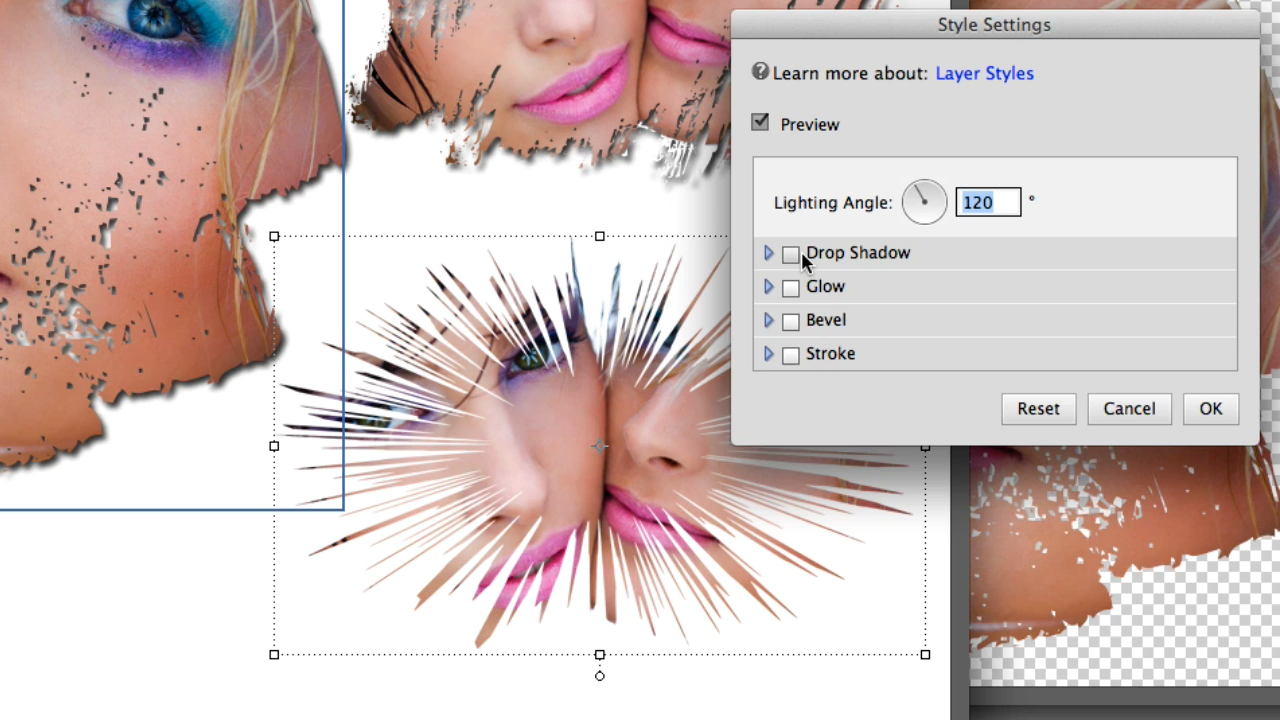 Style Settings
Learn more about: Layer Styles
Preview
Lighting Angle: 120 °
Drop Shadow
Glow
Bevel
Stroke
Reset Cancel OK